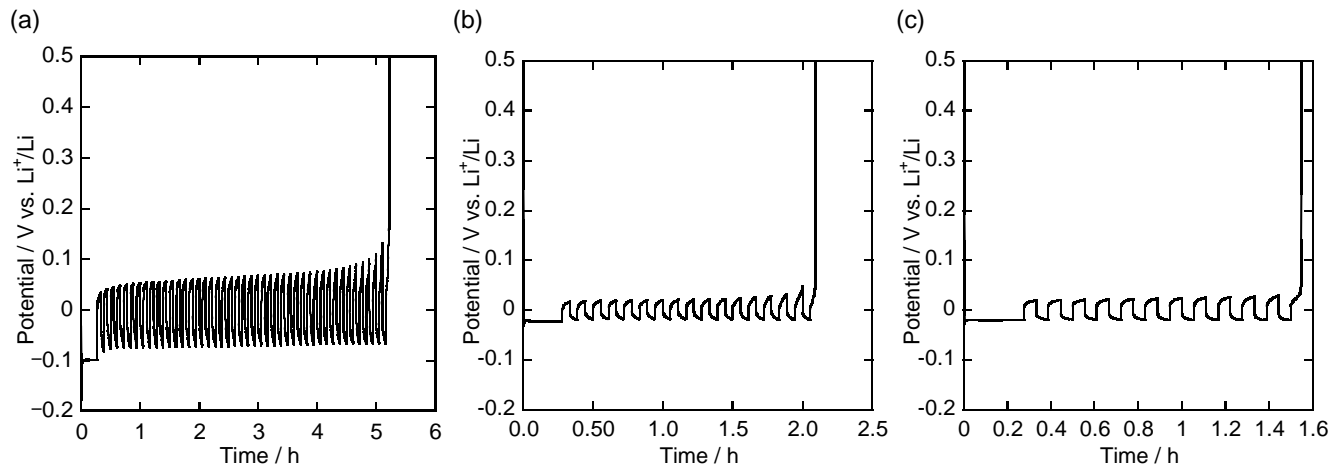 (a)
0.5
0.4
0.3
0.2
0.1
0
−0.1
−0.2
Potential / V vs. Li⁺/Li
0 1 2 3 4 5 6
Time / h
(b)
0.5
0.4
0.3
0.2
0.1
0
-0.1
-0.2
Potential / V vs. Li⁺/Li
0.0 0.50 1.0 1.5 2.0 2.5
Time / h
(c)
0.5
0.4
0.3
0.2
0.1
0
-0.1
-0.2
Potential / V vs. Li⁺/Li
0 0.2 0.4 0.6 0.8 1 1.2 1.4 1.6
Time / h